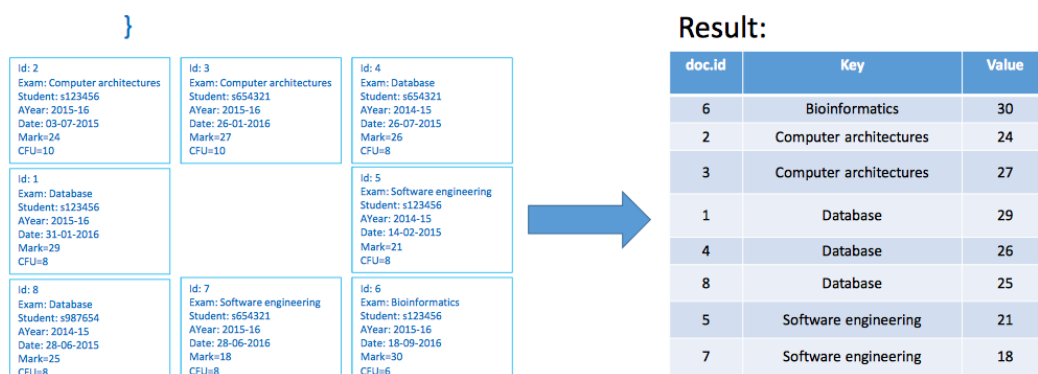 }
Id: 2
Exam: Computer architectures
Student: s123456
AYear: 2015-16
Date: 03-07-2015
Mark=24
CFU=10
Id: 3
Exam: Computer architectures
Student: s654321
AYear: 2015-16
Date: 26-01-2016
Mark=27
CFU=10
Id: 4
Exam: Database
Student: s654321
AYear: 2014-15
Date: 26-07-2015
Mark=26
CFU=8
Id: 1
Exam: Database
Student: s123456
AYear: 2015-16
Date: 31-01-2016
Mark=29
CFU=8
Id: 5
Exam: Software engineering
Student: s123456
AYear: 2014-15
Date: 14-02-2015
Mark=21
CFU=8
Id: 8
Exam: Database
Student: s987654
AYear: 2014-15
Date: 28-06-2015
Mark=25
CFU=8
Id: 7
Exam: Software engineering
Student: s654321
AYear: 2015-16
Date: 28-06-2016
Mark=18
CFU=8
Id: 6
Exam: Bioinformatics
Student: s123456
AYear: 2015-16
Date: 18-09-2016
Mark=30
CFU=6
Result:
doc.id Key Value
6 Bioinformatics 30
2 Computer architectures 24
3 Computer architectures 27
1 Database 29
4 Database 26
8 Database 25
5 Software engineering 21
7 Software engineering 18